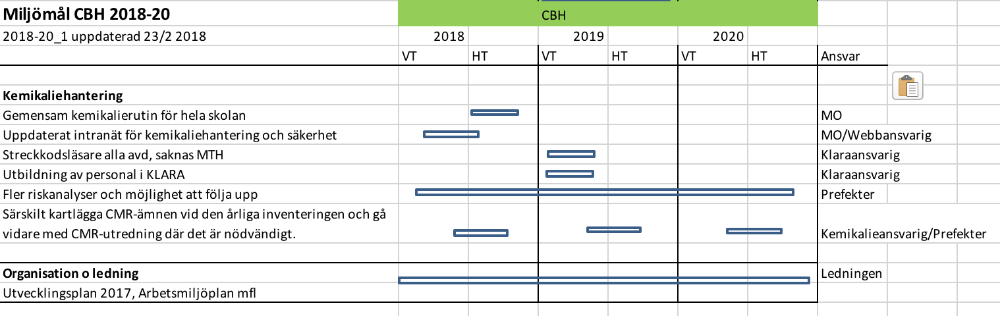 Miljömål CBH 2018-20
CBH
2018-20_1 uppdaterad 23/2 2018
2018 2019 2020
VT HT VT HT VT HT Ansvar
Kemikaliehantering
Gemensam kemikalierutin för hela skolan MO
Uppdaterat intranät för kemikaliehantering och säkerhet MO/Webbansvarig
Streckkodsläsare alla avd, saknas MTH Klaraansvarig
Utbildning av personal i KLARA Klaraansvarig
Fler riskanalyser och möjlighet att följa upp Prefekter
Särskilt kartlägga CMR-ämnen vid den årliga inventeringen och gå
vidare med CMR-utredning där det är nödvändigt. Kemikalieansvarig/Prefekter
Organisation o ledning Ledningen
Utvecklingsplan 2017, Arbetsmiljöplan mfl